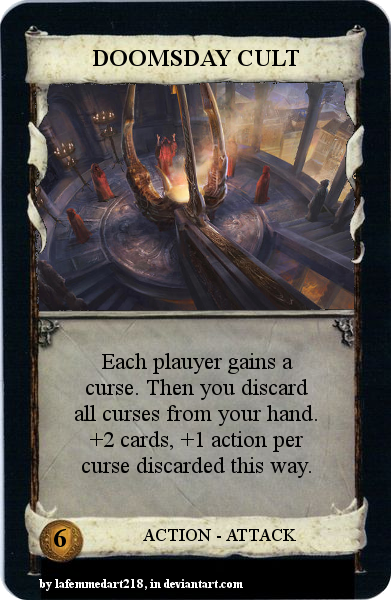 DOOMSDAY CULT
Each plauyer gains a
curse. Then you discard
all curses from your hand.
+2 cards, +1 action per
curse discarded this way.
6
ACTION - ATTACK
by lafemmedart218, in deviantart.com